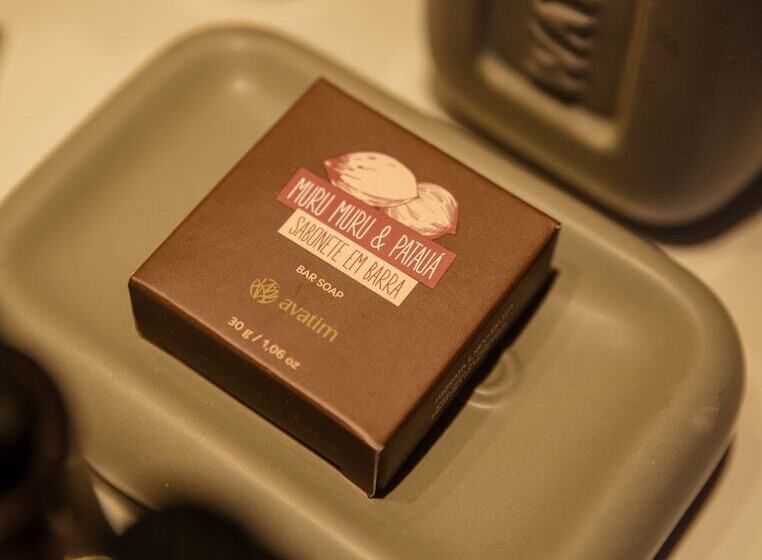 MURU MURU & PATAUÁ
SABONETE EM BARRA
BAR SOAP
avatim
30 g / 1,06 oz